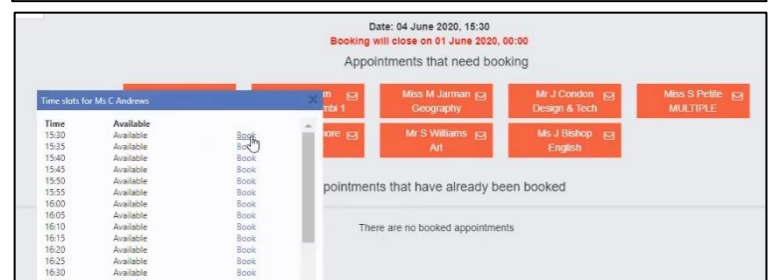 Date: 04 June 2020, 15:30
Booking will close on 01 June 2020, 00:00
Appointments that need booking
Miss M Jarman
Geography
Mr J Condon
Design & Tech
Miss S Petite
MULTIPLE
Mr S Williams
Art
Ms J Bishop
English
Time slots for Ms C Andrews
Time Available
15:30 Available Book
15:35 Available
15:40 Available Book
15:45 Available Book
15:50 Available Book
15:55 Available Book
16:00 Available Book
16:05 Available Book
16:10 Available Book
16:15 Available Book
16:20 Available Book
16:25 Available Book
16:30 Available Book
that have already been booked
There are no booked appointments